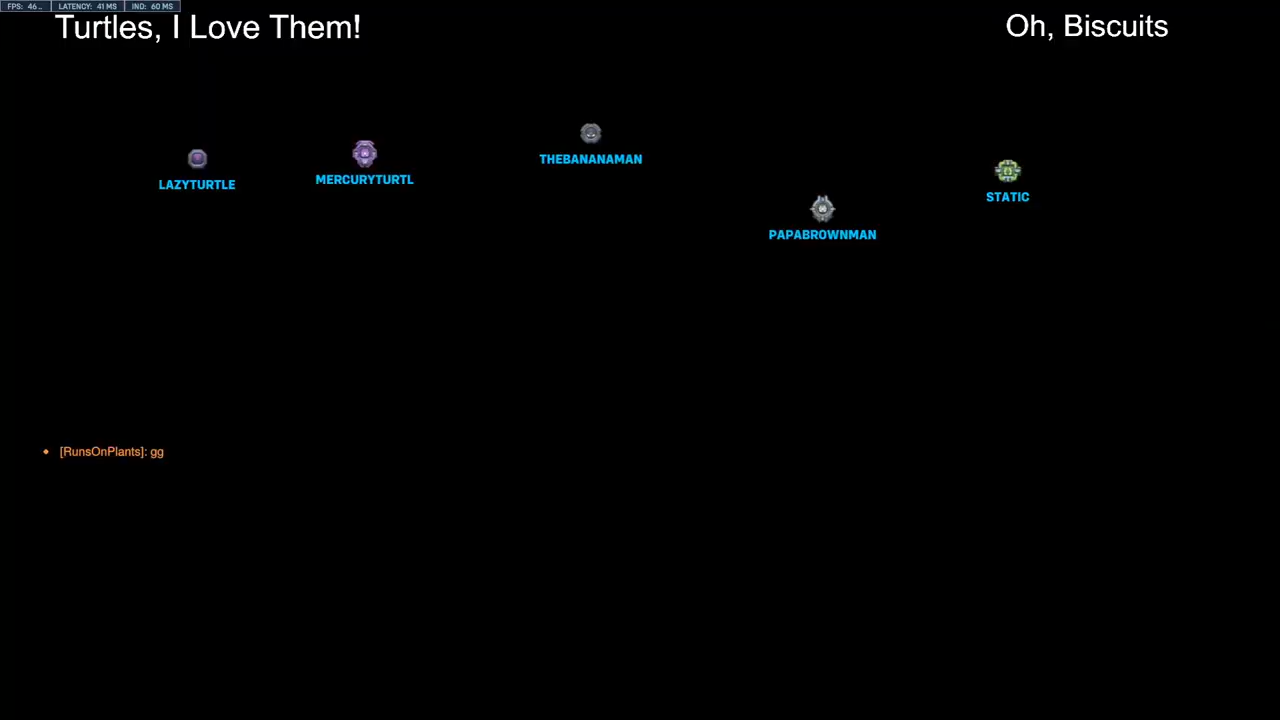 FPS: 46.. LATENCY: 41 MS IND: 60 MS
Turtles, I Love Them!
Oh, Biscuits
LAZYTURTLE
MERCURYTURTL
THEBANANAMAN
PAPABROWNMAN
STATIC
• [RunsOnPlants]: gg